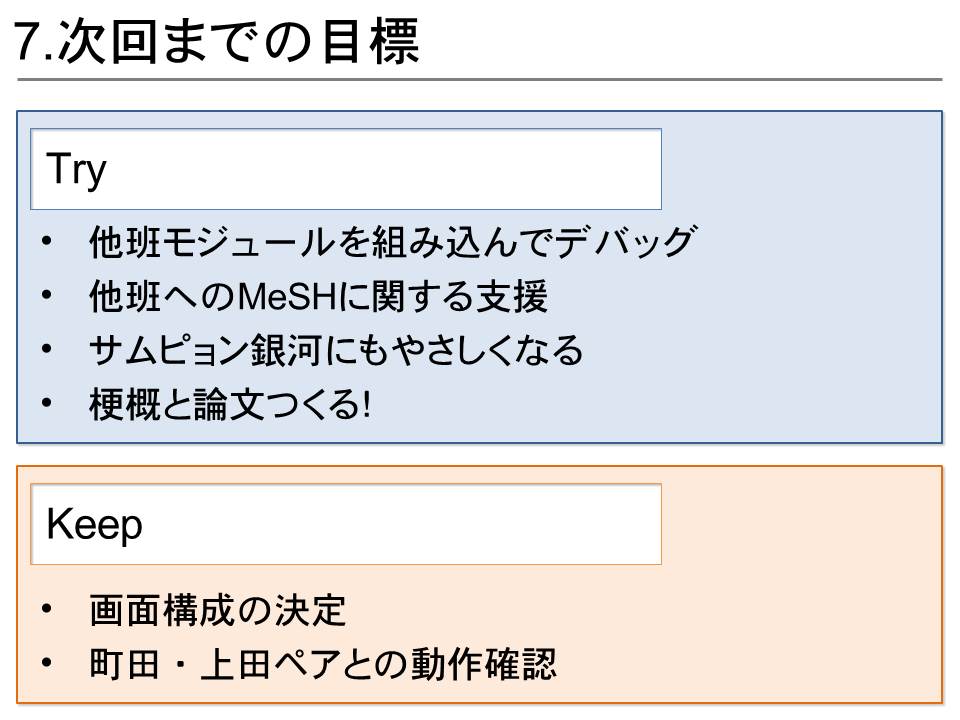 7.次回までの目標
Try
• 他班モジュールを組み込んでデバッグ
• 他班へのMeSHに関する支援
• サムピョン銀河にもやさしくなる
• 梗概と論文つくる!
Keep
• 画面構成の決定
• 町田・上田ペアとの動作確認